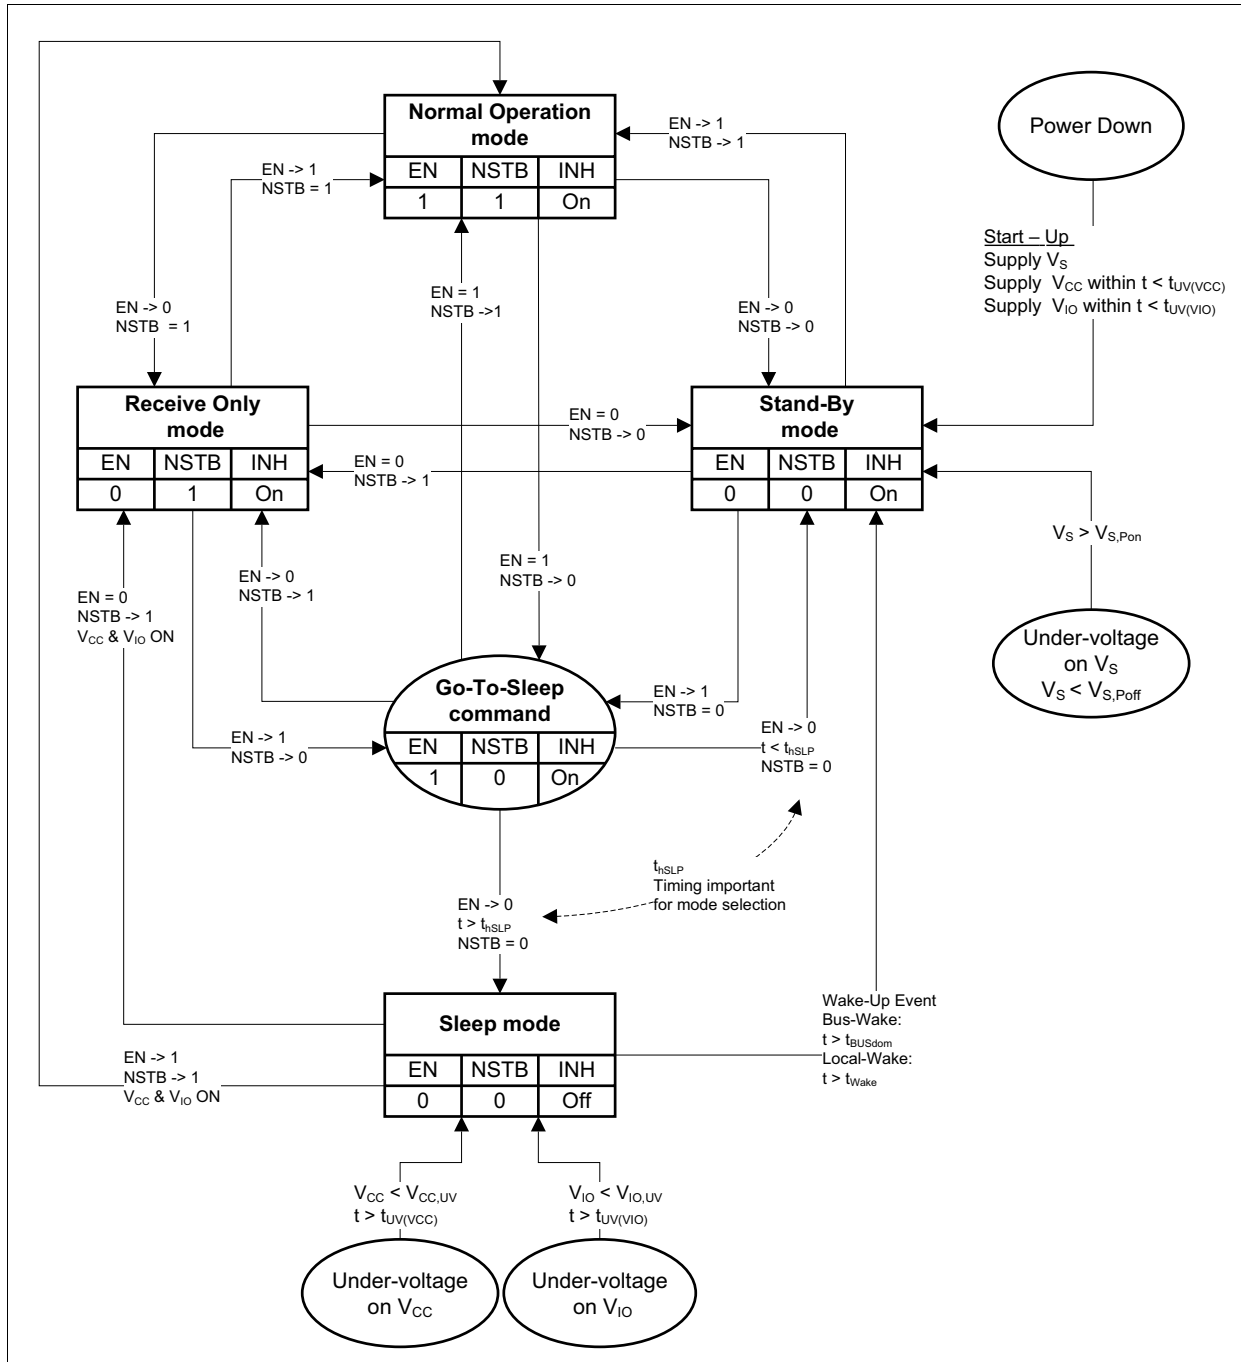 Normal Operation
mode
EN NSTB INH
1 1 On
Power Down
EN -> 1
NSTB -> 1
EN -> 1
NSTB = 1
Start – Up
Supply VS
Supply VCC within t < tUV(VCC)
Supply VIO within t < tUV(VIO)
EN -> 0
NSTB = 1
EN = 1
NSTB ->1
EN -> 0
NSTB -> 0
Receive Only
mode
EN NSTB INH
0 1 On
EN = 0
NSTB -> 0
EN = 0
NSTB -> 1
Stand-By
mode
EN NSTB INH
0 0 On
VS > VS,Pon
EN -> 0
NSTB -> 1
EN = 1
NSTB -> 0
EN = 0
NSTB -> 1
VCC & VIO ON
Under-voltage
on VS
VS < VS,Poff
Go-To-Sleep
command
EN NSTB INH
1 0 On
EN -> 1
NSTB = 0
EN -> 1
NSTB -> 0
EN -> 0
t < thSLP
NSTB = 0
thSLP
Timing important
for mode selection
EN -> 0
t > thSLP
NSTB = 0
Sleep mode
EN NSTB INH
0 0 Off
Wake-Up Event
Bus-Wake:
t > tBUSdom
Local-Wake:
t > tWake
EN -> 1
NSTB -> 1
VCC & VIO ON
VCC < VCC,UV
t > tUV(VCC)
VIO < VIO,UV
t > tUV(VIO)
Under-voltage
on VCC
Under-voltage
on VIO